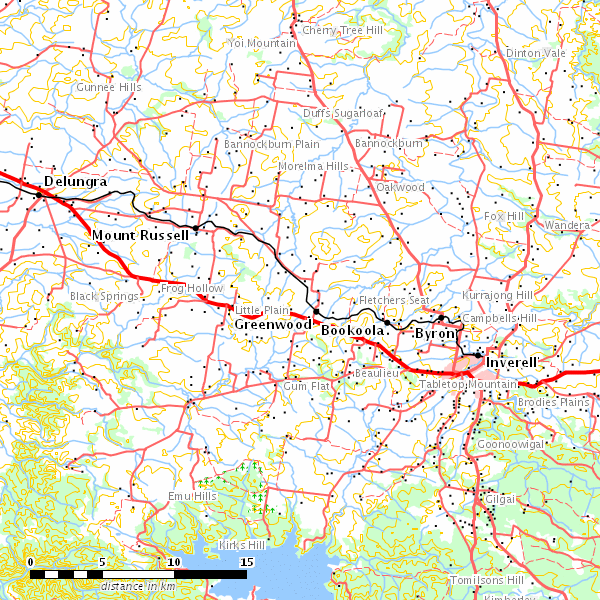 Cherry Tree Hill
Yoi Mountain
Dinton Vale
Gunnee Hills
Duffs Sugarloaf
Bannockburn Plain
Bannockburn
Morelma Hills
Delungra
Oakwood
Fox Hill
Wandera
Mount Russell
Frog Hollow
Black Springs
Kurrajong Hill
Fletchers Seat
Little Plain
Campbells Hill
Greenwood
Bookoola
Byron
Inverell
Beaulieu
Gum Flat
Tabletop Mountain
Brodies Plains
Goonoowigal
Emu Hills
Gilgai
Kirks Hill
0 5 10 15
distance in km
Tomilsons Hill
Kimberley